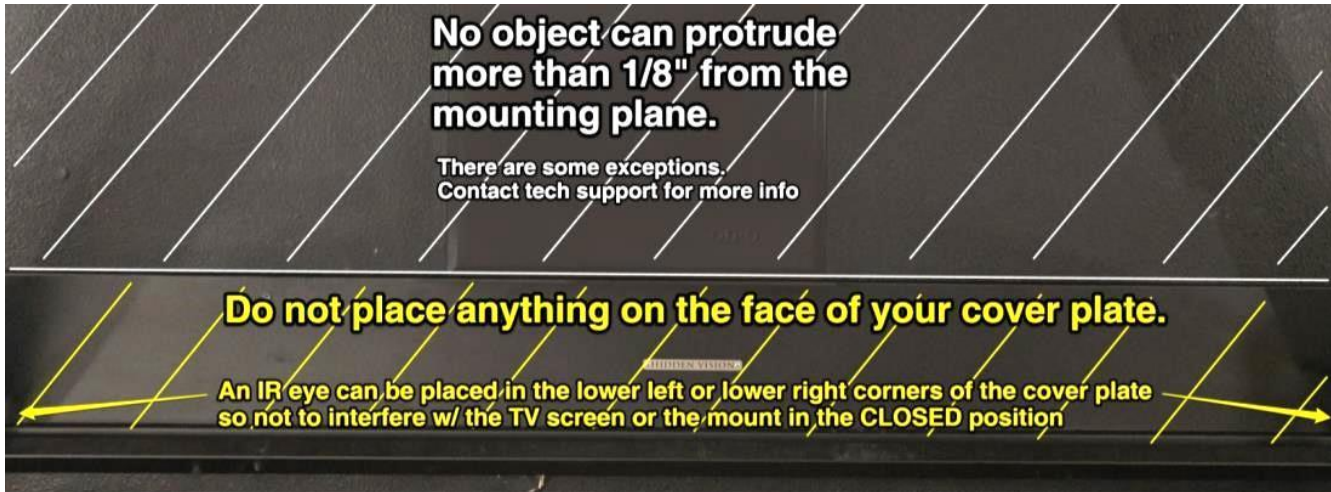 No object can protrude
more than 1/8" from the
mounting plane.
There are some exceptions.
Contact tech support for more info
Do not place anything on the face of your cover plate.
HIDDEN VISION
An IR eye can be placed in the lower left or lower right corners of the cover plate
so not to interfere w/ the TV screen or the mount in the CLOSED position